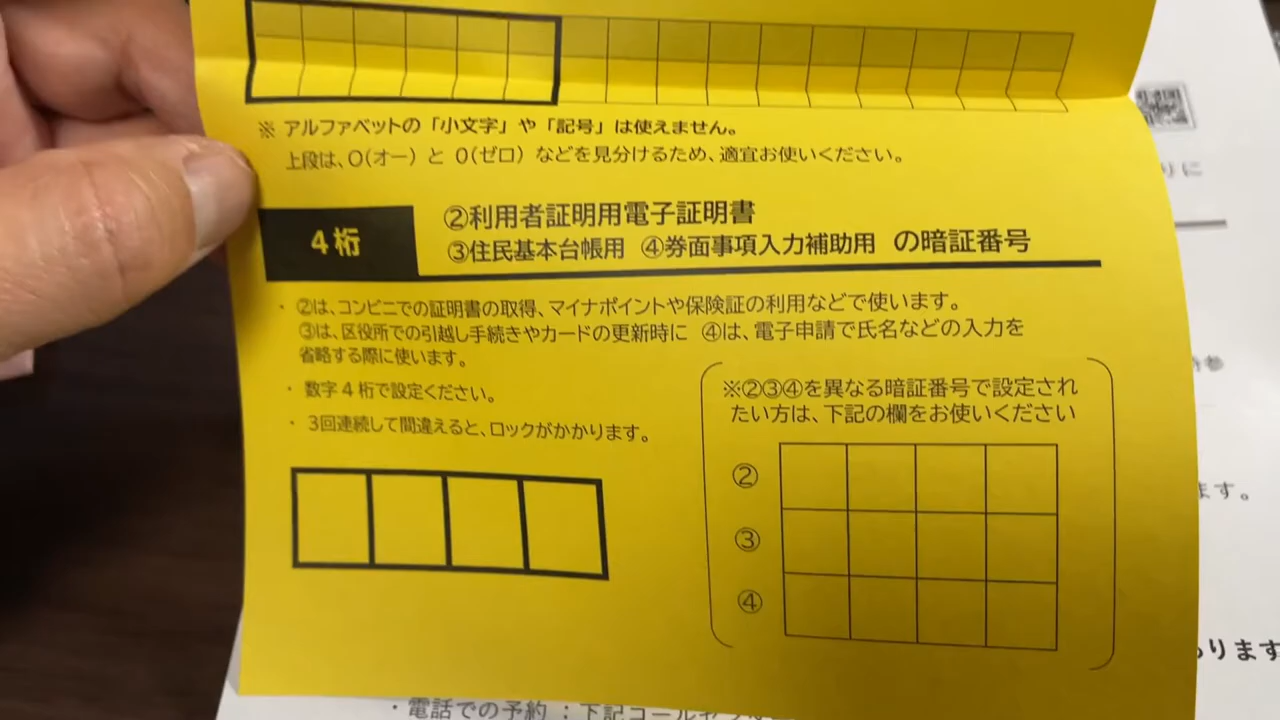 ※ アルファベットの「小文字」や「記号」は使えません。
上段は、O(オー) と 0(ゼロ) などを見分けるため、適宜お使いください。
4桁
②利用者証明用電子証明書
③住民基本台帳用 ④券面事項入力補助用 の暗証番号
・ ②は、コンビニでの証明書の取得、マイナポイントや保険証の利用などで使います。
③は、区役所での引越し手続きやカードの更新時に ④は、電子申請で氏名などの入力を
省略する際に使います。
・ 数字4桁で設定ください。
・ 3回連続して間違えると、ロックがかかります。
※②③④を異なる暗証番号で設定され
たい方は、下記の欄をお使いください
②
③
④
りに
ます。
ります
・電話での予約 :下記コール